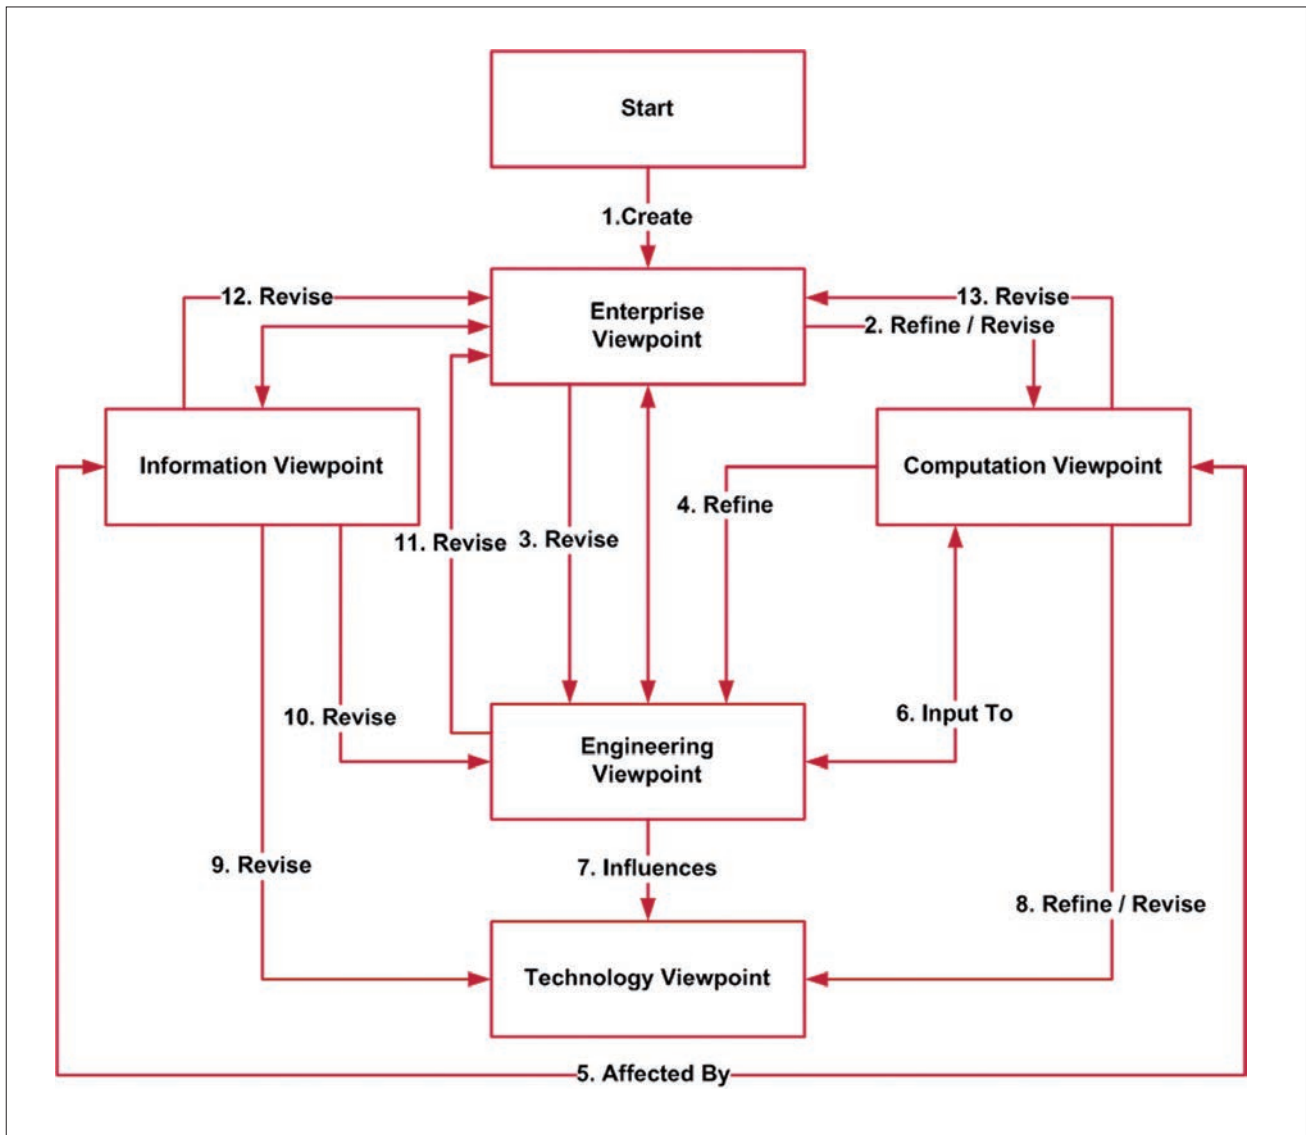 Start
1.Create
12. Revise
13. Revise
Enterprise
Viewpoint
2. Refine / Revise
Information Viewpoint
Computation Viewpoint
4. Refine
11. Revise
3. Revise
10. Revise
6. Input To
Engineering
Viewpoint
9. Revise
7. Influences
8. Refine / Revise
Technology Viewpoint
5. Affected By